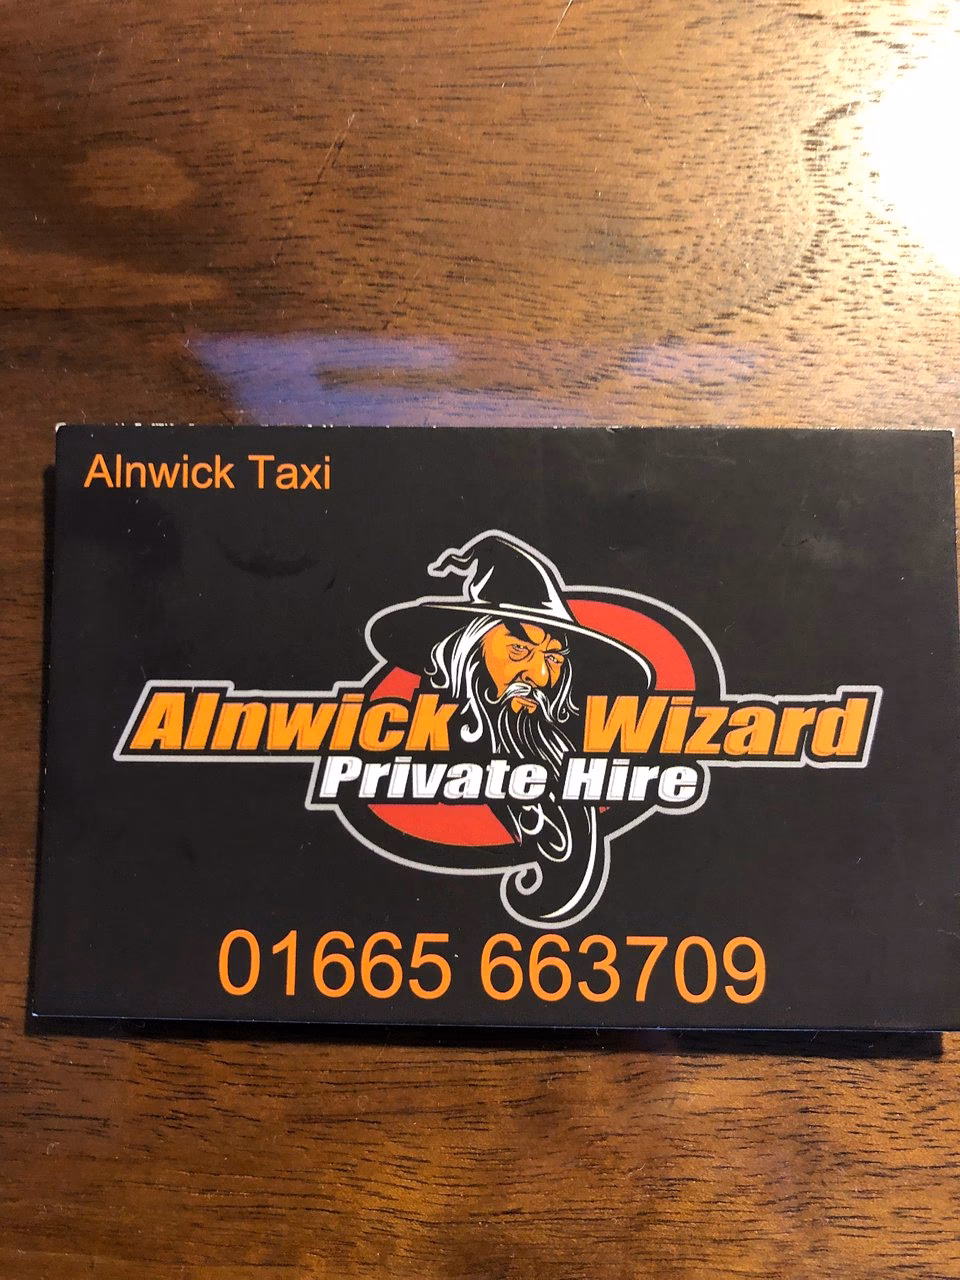 Alnwick Taxi
Alnwick Wizard
Private Hire
01665 663709